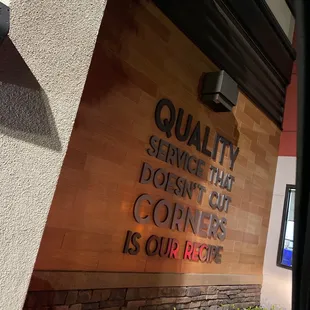 QUALITY
SERVICE THAT
DOESN'T CUT
CORNERS
IS OUR RECIPE